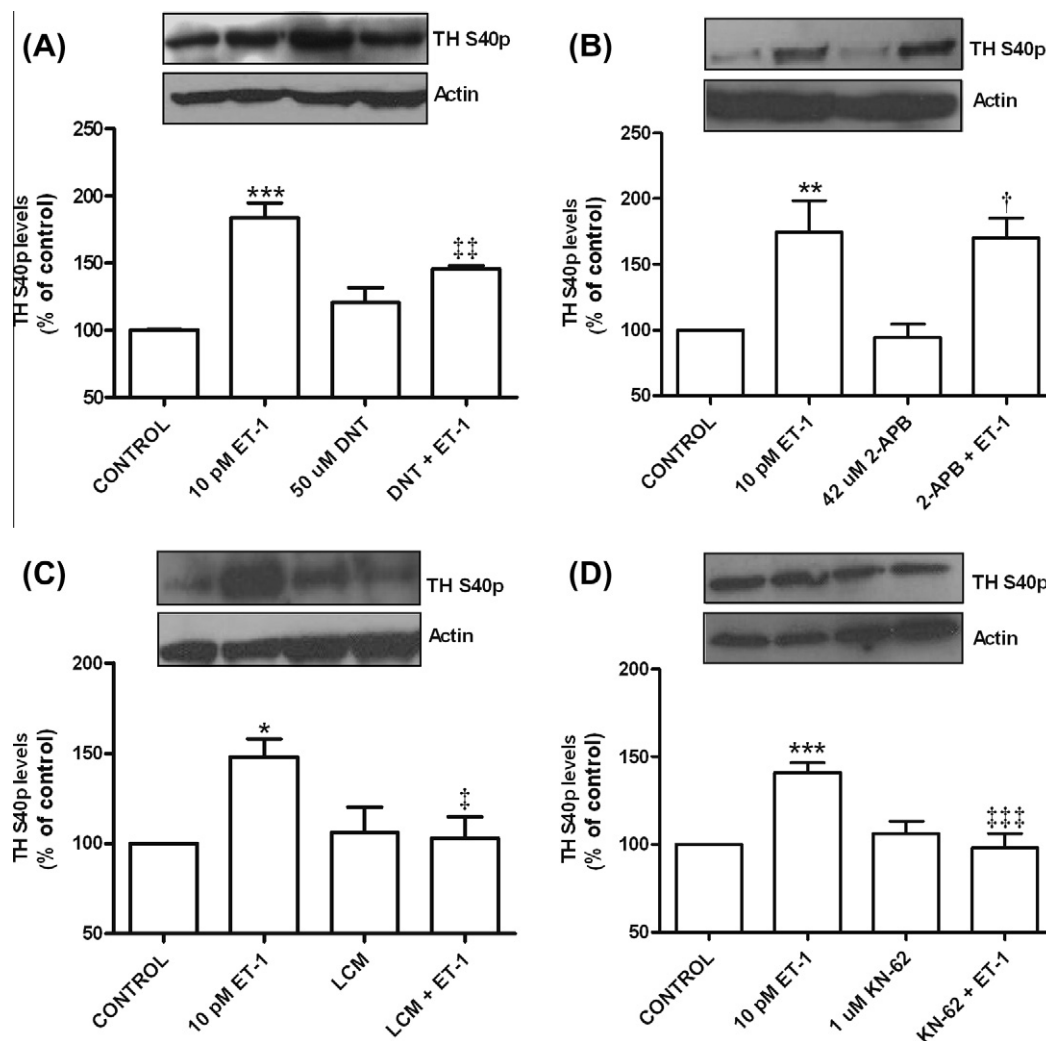 (A)
TH S40p
Actin
TH S40p levels
(% of control)
250
200
150
100
50
***
‡‡
CONTROL
10 pM ET-1
50 uM DNT
DNT + ET-1
(B)
TH S40p
Actin
TH S40p levels
(% of control)
250
200
150
100
50
**
†
CONTROL
10 pM ET-1
42 uM 2-APB
2-APB + ET-1
(C)
TH S40p
Actin
TH S40p levels
(% of control)
200
150
100
50
*
‡
CONTROL
10 pM ET-1
LCM
LCM + ET-1
(D)
TH S40p
Actin
TH S40p levels
(% of control)
200
150
100
50
***
‡‡‡
CONTROL
10 pM ET-1
1 uM KN-62
KN-62 + ET-1